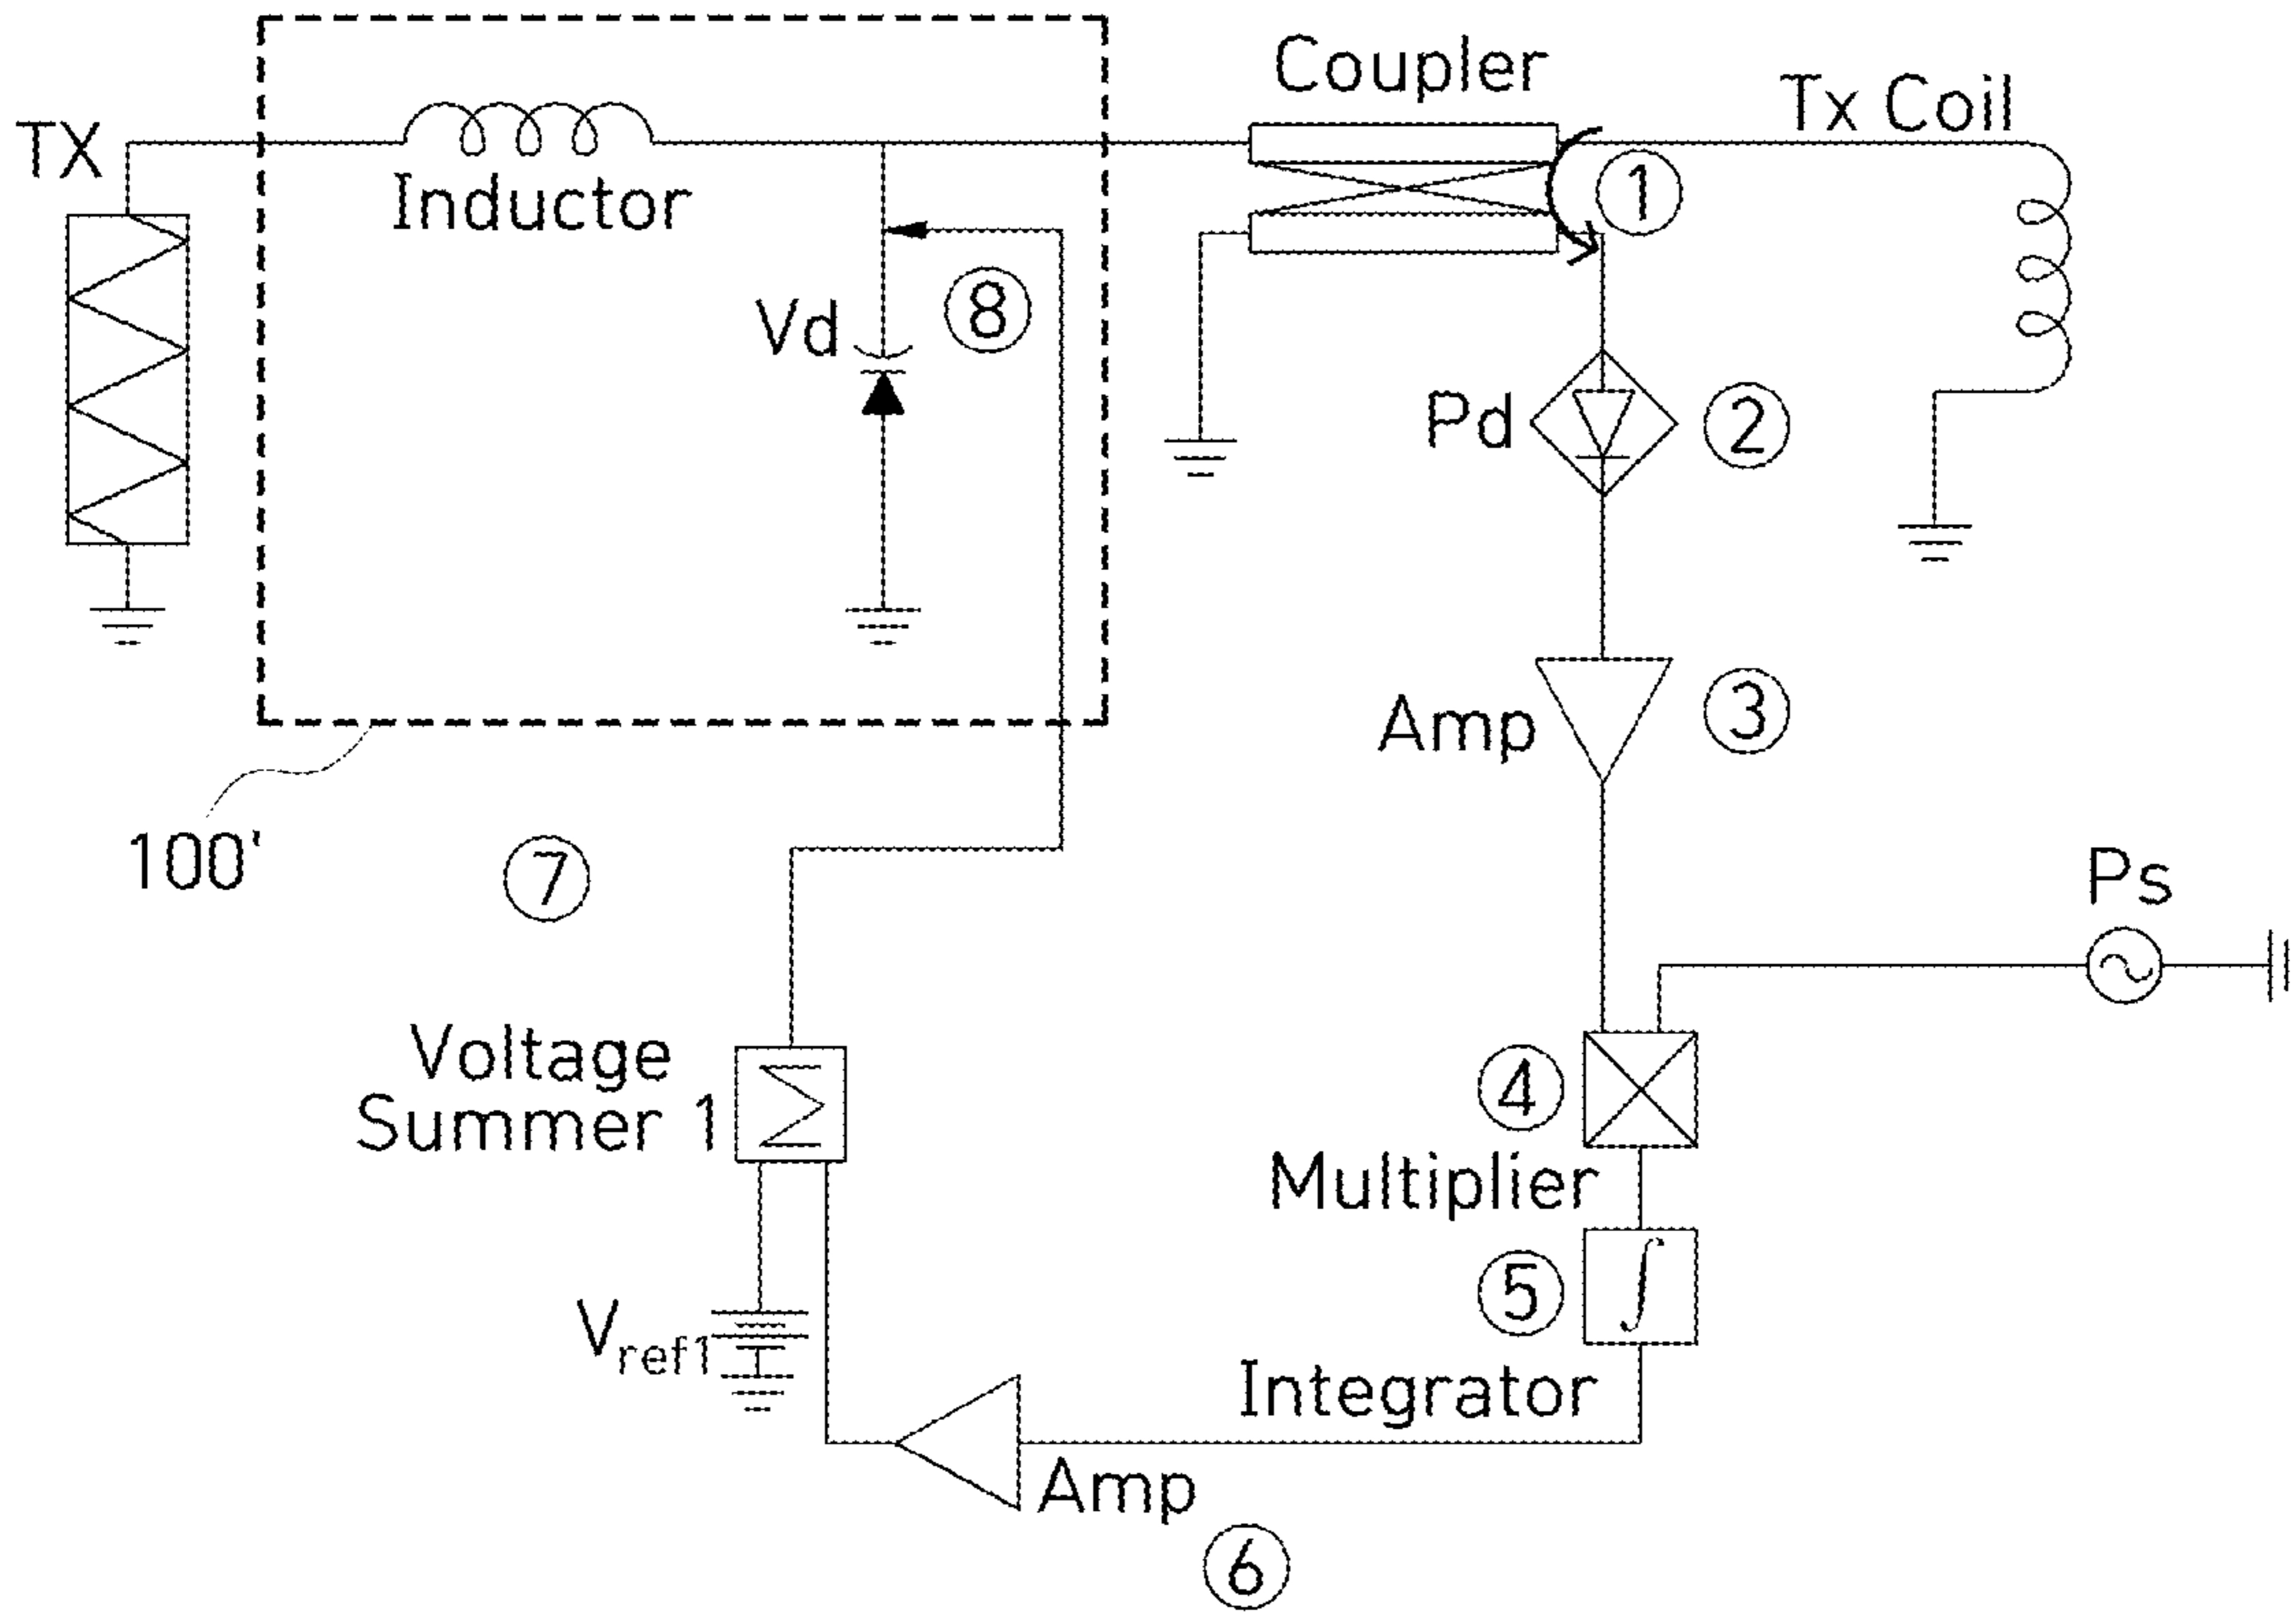 Coupler
Tx Coil
TX
①
Inductor
⑧
Vd
Pd
②
Amp
③
100'
⑦
Ps
Voltage
Summer 1
④
Multiplier
⑤
∫
Vref1
Integrator
Amp
⑥